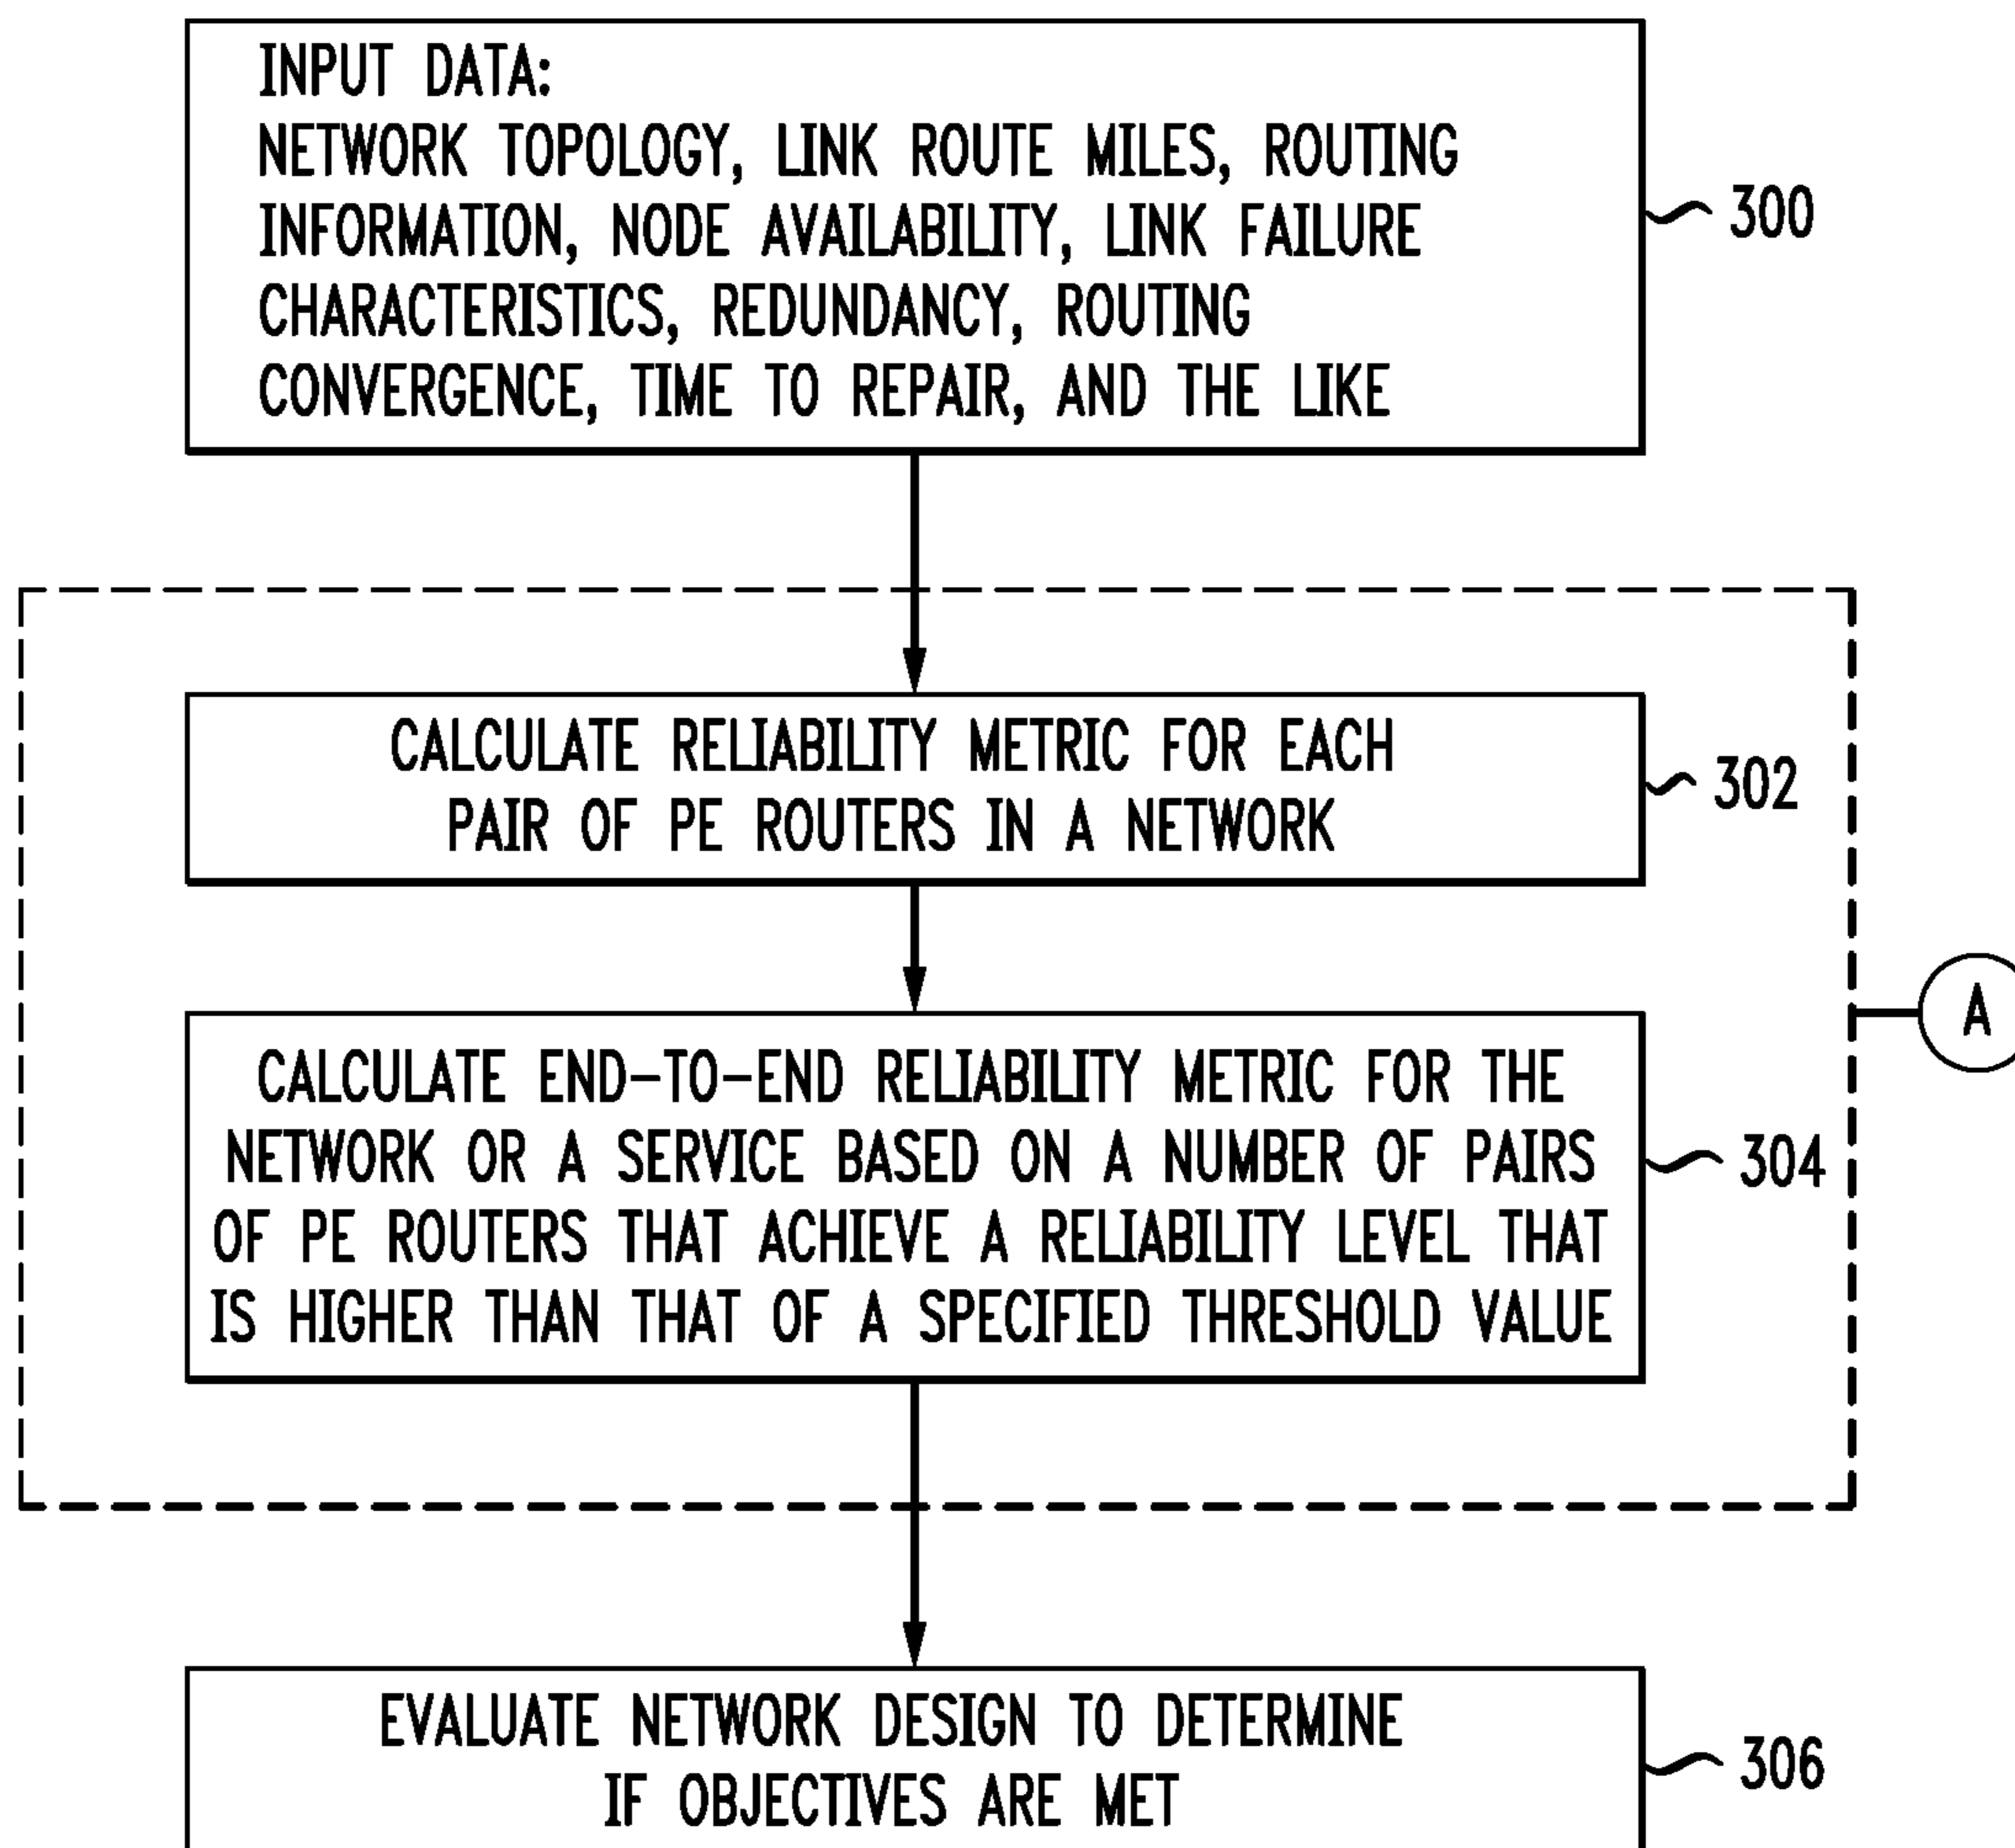 INPUT DATA:
NETWORK TOPOLOGY, LINK ROUTE MILES, ROUTING
INFORMATION, NODE AVAILABILITY, LINK FAILURE
CHARACTERISTICS, REDUNDANCY, ROUTING
CONVERGENCE, TIME TO REPAIR, AND THE LIKE
300
CALCULATE RELIABILITY METRIC FOR EACH
PAIR OF PE ROUTERS IN A NETWORK
302
A
CALCULATE END-TO-END RELIABILITY METRIC FOR THE
NETWORK OR A SERVICE BASED ON A NUMBER OF PAIRS
OF PE ROUTERS THAT ACHIEVE A RELIABILITY LEVEL THAT
IS HIGHER THAN THAT OF A SPECIFIED THRESHOLD VALUE
304
EVALUATE NETWORK DESIGN TO DETERMINE
IF OBJECTIVES ARE MET
306